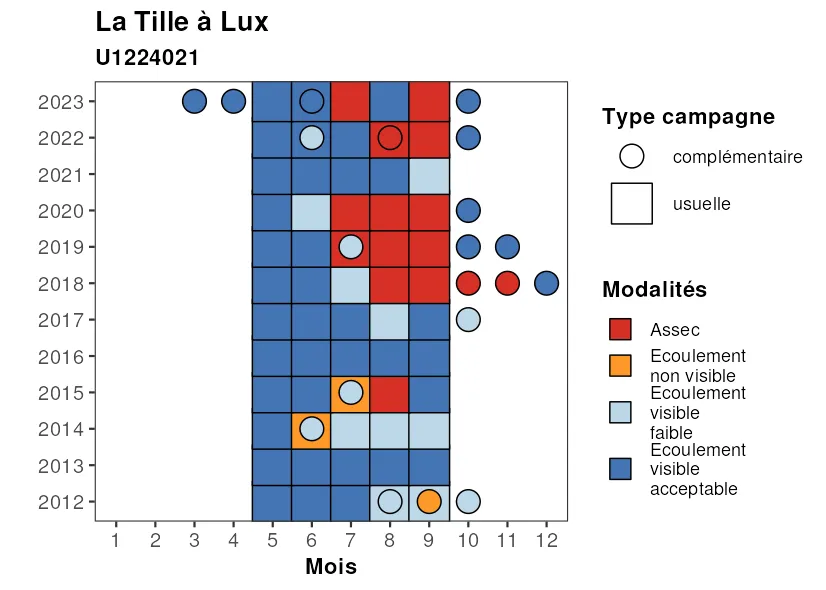 La Tille à Lux
U1224021
2023
2022
2021
2020
2019
2018
2017
2016
2015
2014
2013
2012
1 2 3 4 5 6 7 8 9 10 11 12
Mois
Type campagne
complémentaire
usuelle
Modalités
Assec
Ecoulement
non visible
Ecoulement
visible
faible
Ecoulement
visible
acceptable